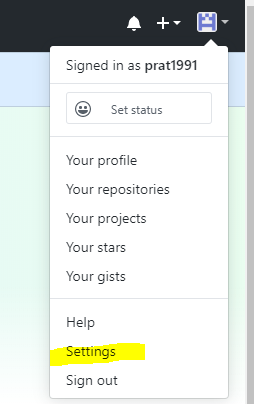 Signed in as prat1991
Set status
Your profile
Your repositories
Your projects
Your stars
Your gists
Help
Settings
Sign out